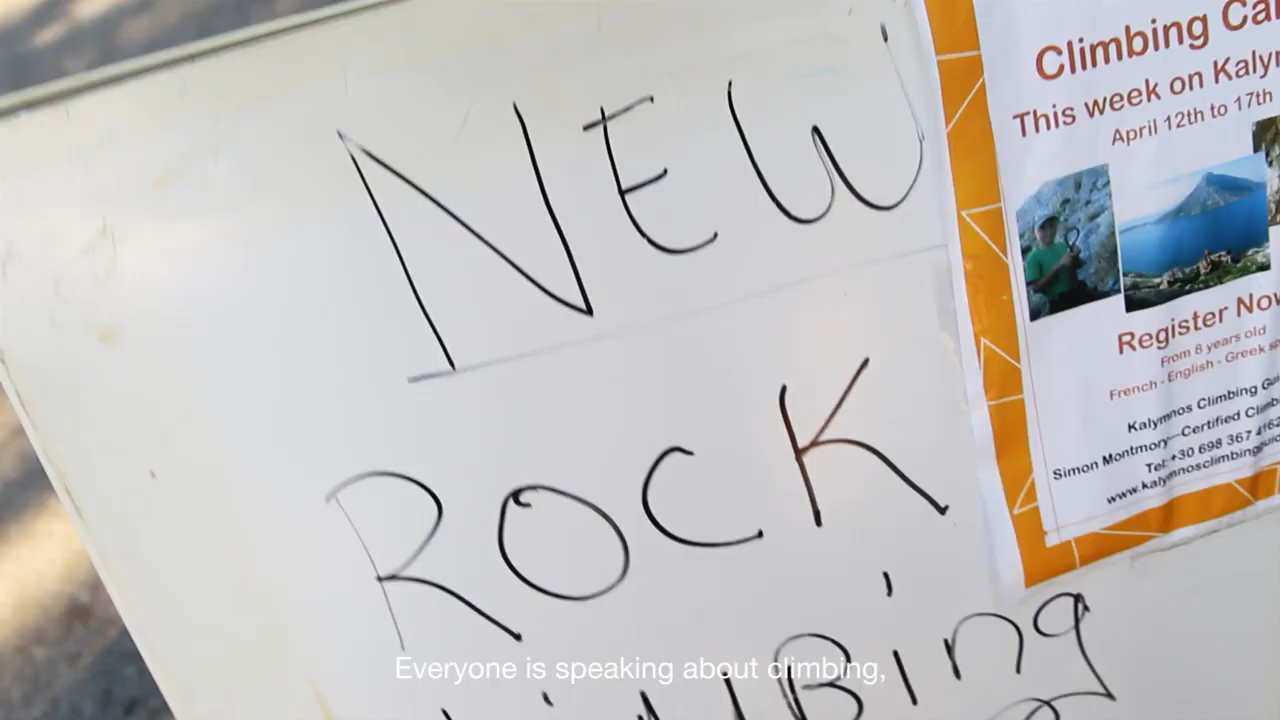 NEW
ROCK
Climbing Ca
This week on Kaly
April 12th to 17th
Register Now
From 8 years old
French - English - Greek
Kalymnos Climbing
Simon Montmory - Certified Climb
Tel: +30 698 367 4162
www.kalymnosclimbing
Everyone is speaking about climbing,